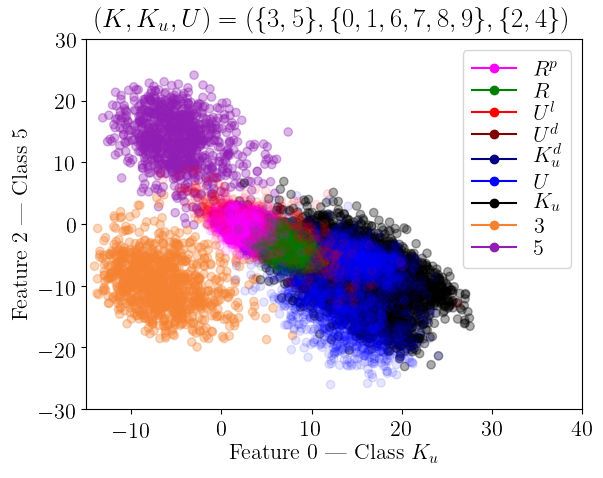 (K, K_u, U) = ({3, 5}, {0, 1, 6, 7, 8, 9}, {2, 4})
30
20
10
0
−10
−20
−30
−10
0
10
20
30
40
Feature 2 — Class 5
Feature 0 — Class K_u
R^p
R
U^l
U^d
K_u^d
U
K_u
3
5